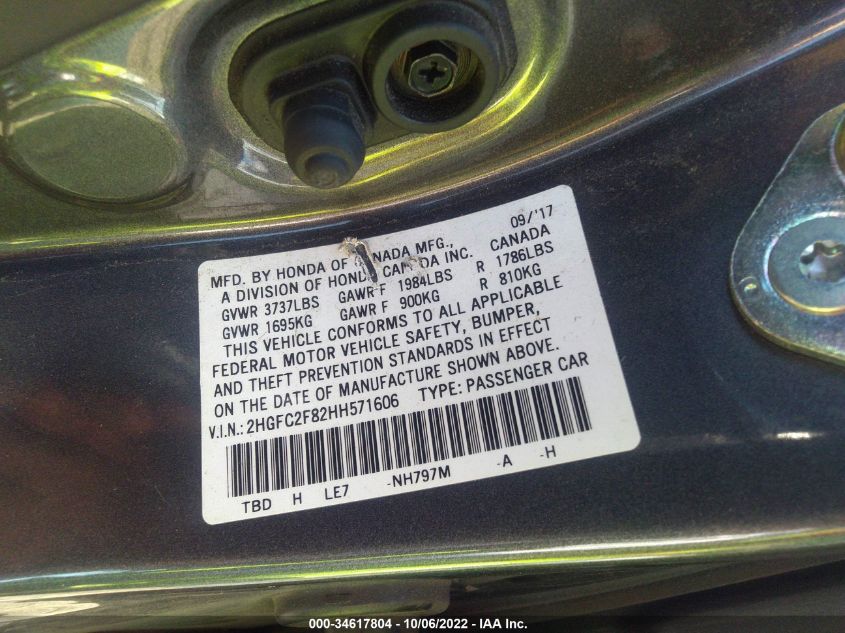 09/'17
MFD. BY HONDA OF CANADA MFG.,
A DIVISION OF HONDA CANADA INC. CANADA
GVWR 3737LBS GAWR F 1984LBS R 1786LBS
GVWR 1695KG GAWR F 900KG R 810KG
THIS VEHICLE CONFORMS TO ALL APPLICABLE
FEDERAL MOTOR VEHICLE SAFETY, BUMPER,
AND THEFT PREVENTION STANDARDS IN EFFECT
ON THE DATE OF MANUFACTURE SHOWN ABOVE.
V.I.N.: 2HGFC2F82HH571606 TYPE: PASSENGER CAR
TBD H LE7 -NH797M -A -H
000-34617804 - 10/06/2022 - IAA Inc.